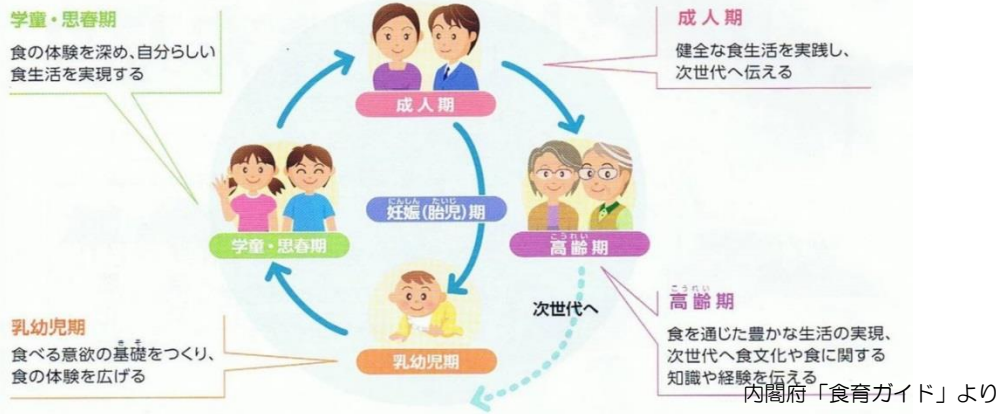 学童・思春期
食の体験を深め、自分らしい
食生活を実現する
成人期
健全な食生活を実践し、
次世代へ伝える
成人期
にんしん たいじ
妊娠(胎児)期
学童・思春期
こうれい
高齢期
乳幼児期
次世代へ
乳幼児期
きそ
食べる意欲の基礎をつくり、
食の体験を広げる
こうれい
高齢期
食を通じた豊かな生活の実現、
次世代へ食文化や食に関する
知識や経験を伝える
内閣府「食育ガイド」より